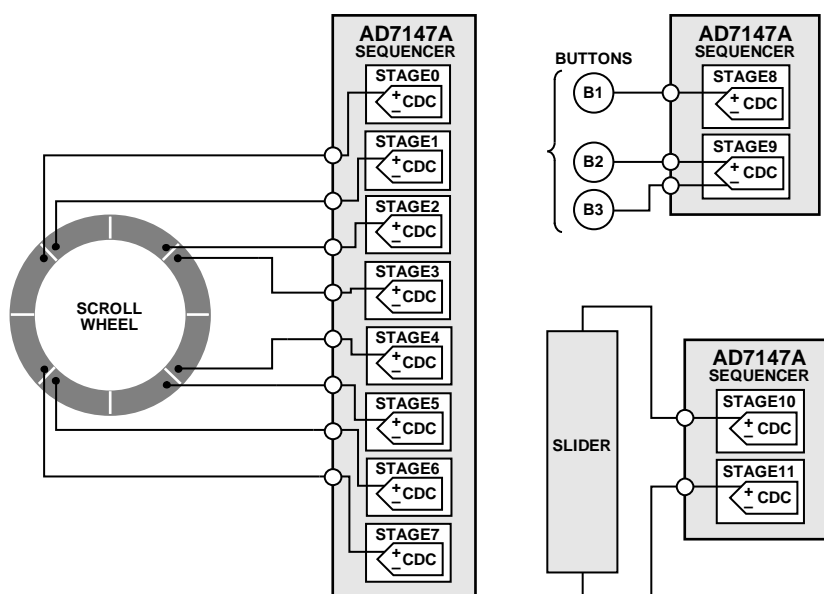 AD7147A
SEQUENCER
STAGE0
+
–
CDC
STAGE1
+
–
CDC
STAGE2
+
–
CDC
STAGE3
+
–
CDC
STAGE4
+
–
CDC
STAGE5
+
–
CDC
STAGE6
+
–
CDC
STAGE7
+
–
CDC
SCROLL
WHEEL
BUTTONS
B1
B2
B3
AD7147A
SEQUENCER
STAGE8
+
–
CDC
STAGE9
+
–
CDC
SLIDER
AD7147A
SEQUENCER
STAGE10
+
–
CDC
STAGE11
+
–
CDC